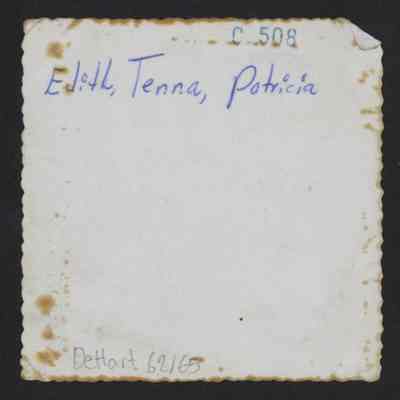 C 508
Edith, Tenna, Patricia
DeHart 62/65